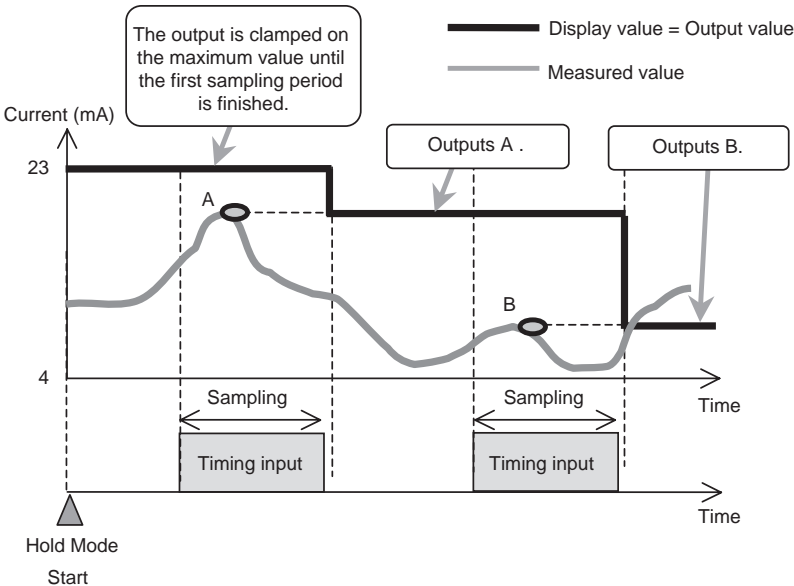 The output is clamped on
the maximum value until
the first sampling period
is finished.
Display value = Output value
Measured value
Current (mA)
Outputs A .
Outputs B.
23
A
B
4
Sampling
Sampling
Time
Timing input
Timing input
Time
Hold Mode
Start